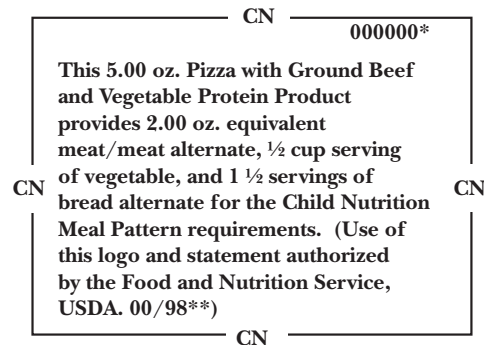 CN
000000*
This 5.00 oz. Pizza with Ground Beef
and Vegetable Protein Product
provides 2.00 oz. equivalent
meat/meat alternate, ½ cup serving
of vegetable, and 1 ½ servings of
CN
CN
bread alternate for the Child Nutrition
Meal Pattern requirements. (Use of
this logo and statement authorized
by the Food and Nutrition Service,
USDA. 00/98**)
CN